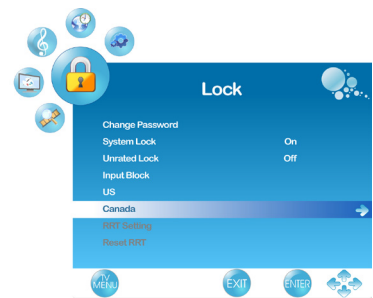 Lock
Change Password
System Lock On
Unrated Lock Off
Input Block
US
Canada
RRT Setting
Reset RRT
TV
MENU
EXIT
ENTER